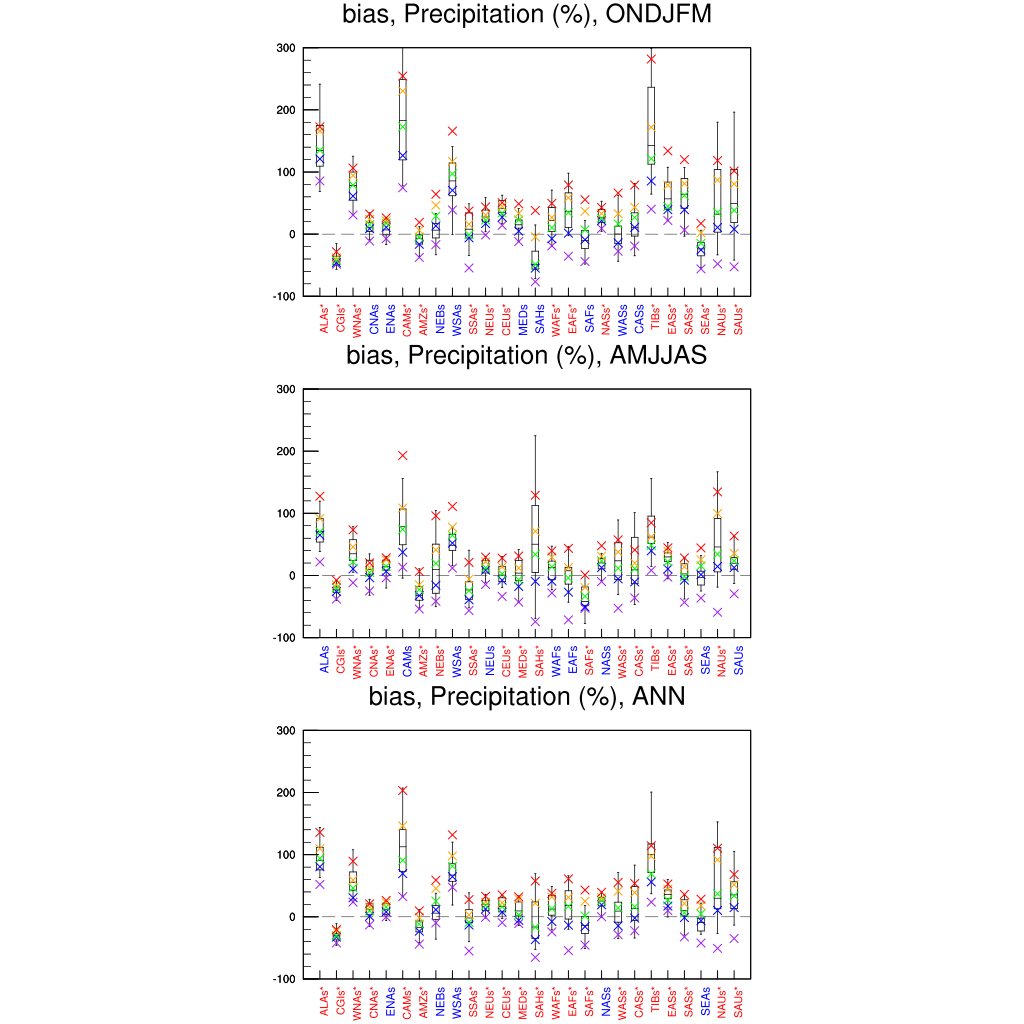 bias, Precipitation (%), ONDJFM
300
200
100
0
-100
ALAs* CGIs* WNAs* CNAs ENAs CAMs* AMZs* NEBs WSAs SSAs* NEUs* CEUs* MEDs SAHs WAFs* EAFs* SAFs NASs* WASs CASs TIBs* EASs* SASs* SEAs* NAUs* SAUs*
bias, Precipitation (%), AMJJAS
300
200
100
0
-100
ALAs CGIs* WNAs* CNAs* ENAs* CAMs AMZs* NEBs* WSAs SSAs* NEUs CEUs* MEDs* SAHs* WAFs EAFs SAFs* NASs WASs* CASs* TIBs* EASs* SASs* SEAs NAUs* SAUs
bias, Precipitation (%), ANN
300
200
100
0
-100
ALAs* CGIs* WNAs* CNAs* ENAs CAMs* AMZs* NEBs WSAs SSAs* NEUs* CEUs* MEDs* SAHs* WAFs* EAFs* SAFs* NASs WASs* CASs* TIBs* EASs* SASs* SEAs NAUs* SAUs*